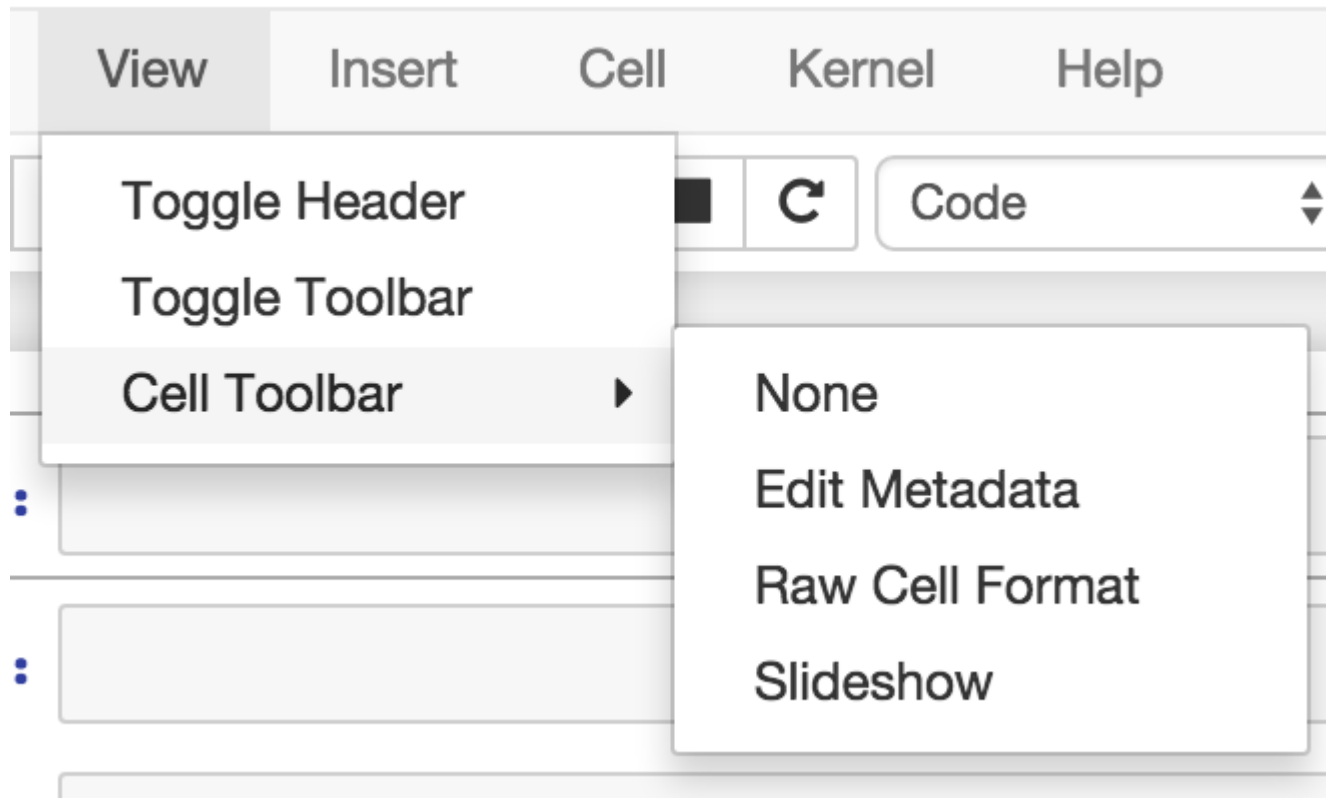 View Insert Cell Kernel Help
Toggle Header
Code
Toggle Toolbar
Cell Toolbar
None
Edit Metadata
Raw Cell Format
Slideshow